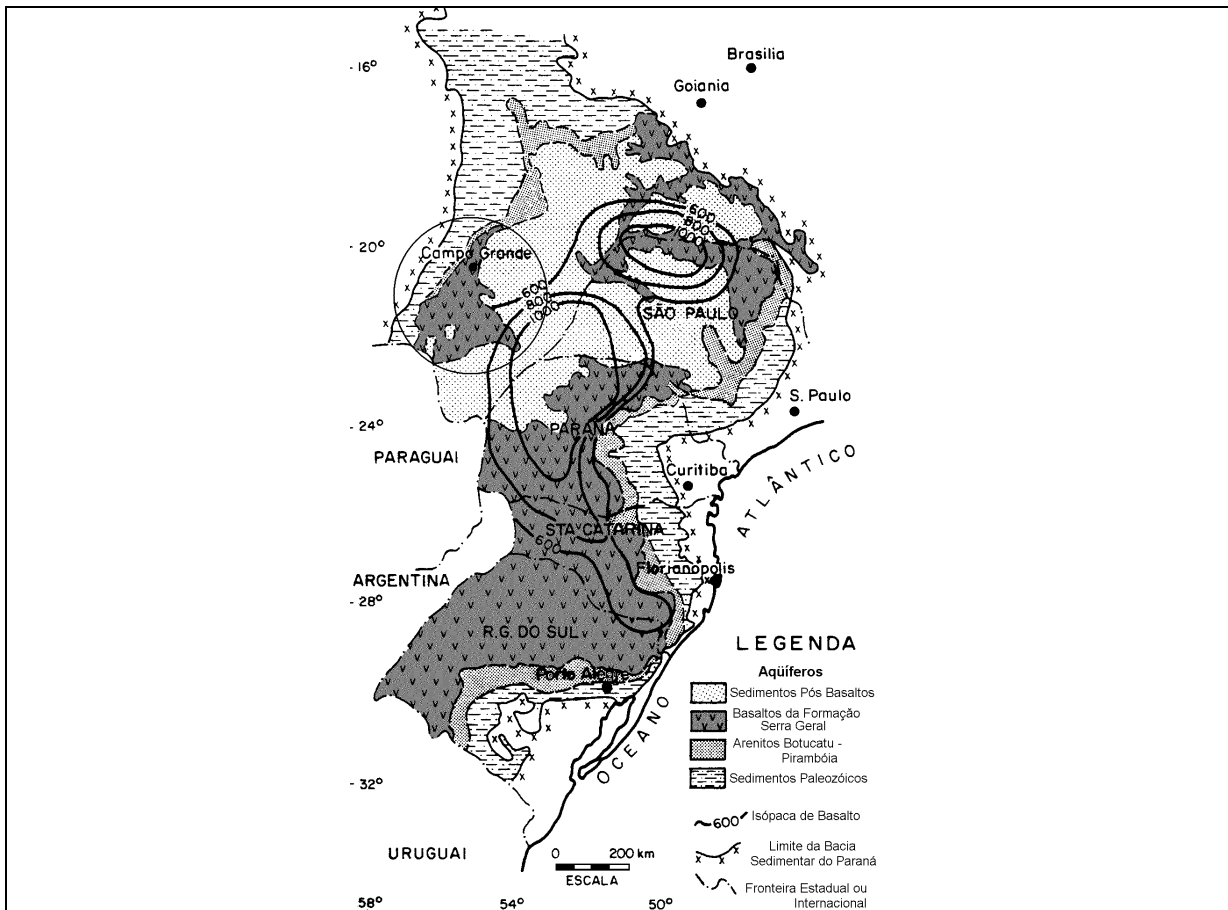 - 16°
Brasilia
Goiania
600
800
1000
- 20°
Campo Grande
600
800
1000
SÃO PAULO
S. Paulo
- 24°
PARANÁ
PARAGUAI
Curitiba
ATLÂNTICO
STA CATARINA
600
ARGENTINA
Florianópolis
- 28°
R.G. DO SUL
Porto Alegre
OCEANO
- 32°
URUGUAI
0 200 km
ESCALA
58° 54° 50°
LEGENDA
Aqüíferos
Sedimentos Pós Basaltos
Basaltos da Formação
Serra Geral
Arenitos Botucatu -
Pirambóia
Sedimentos Paleozóicos
600 Isópaca de Basalto
Limite da Bacia
Sedimentar do Paraná
Fronteira Estadual ou
Internacional